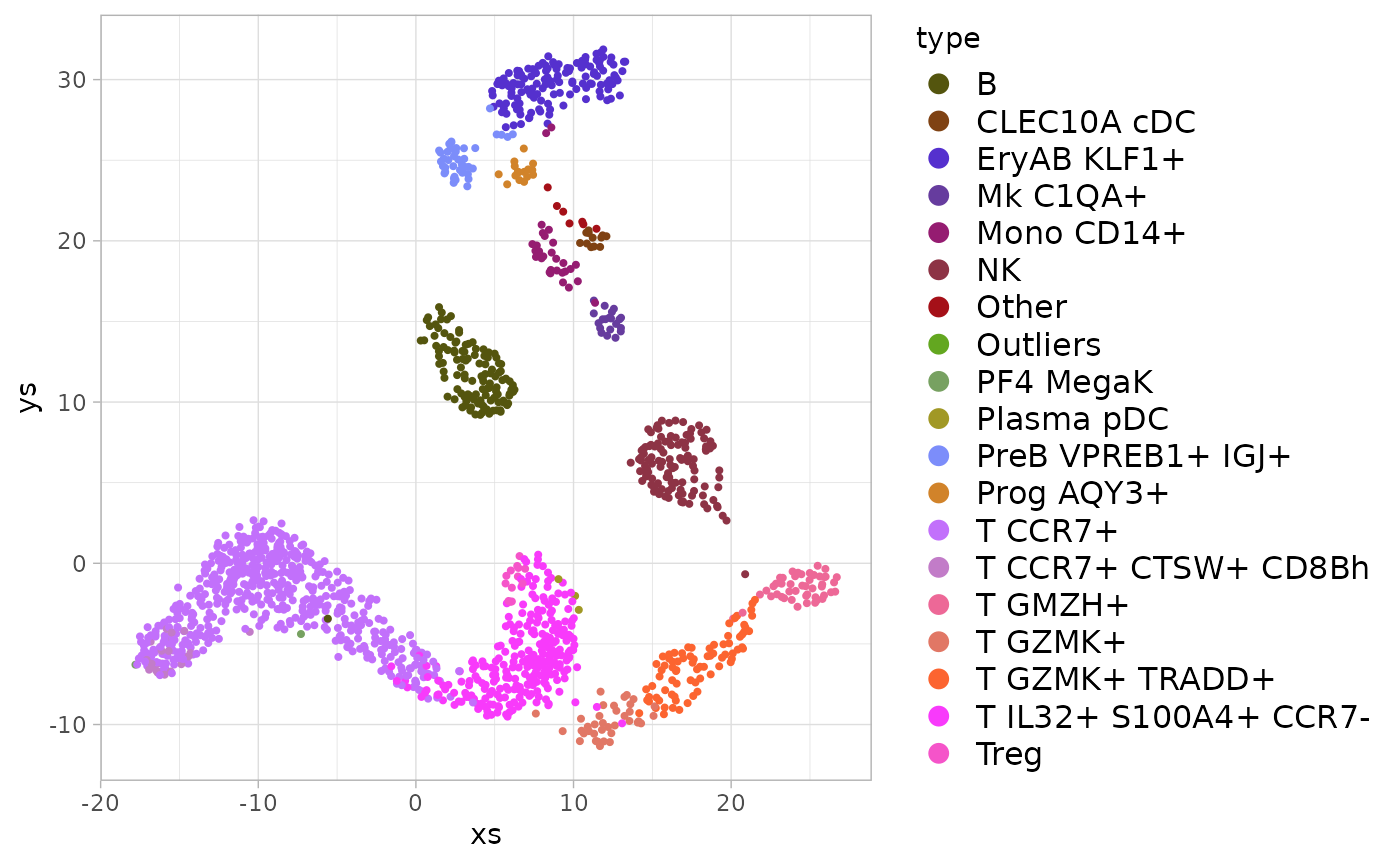 type
B
CLEC10A cDC
EryAB KLF1+
Mk C1QA+
Mono CD14+
NK
Other
Outliers
PF4 MegaK
Plasma pDC
PreB VPREB1+ IGJ+
Prog AQY3+
T CCR7+
T CCR7+ CTSW+ CD8Bh
T GMZH+
T GZMK+
T GZMK+ TRADD+
T IL32+ S100A4+ CCR7-
Treg
30
20
10
0
-10
ys
-20 -10 0 10 20
xs